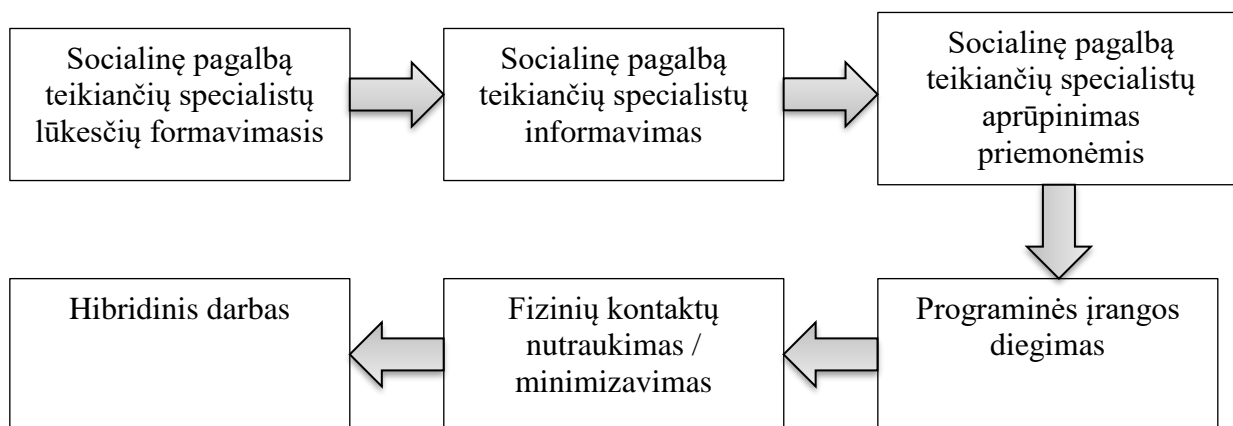 Socialinę pagalbą
teikiančių specialistų
lūkesčių formavimasis
Socialinę pagalbą
teikiančių specialistų
informavimas
Socialinę pagalbą
teikiančių specialistų
aprūpinimas
priemonėmis
Programinės įrangos
diegimas
Fizinių kontaktų
nutraukimas /
minimizavimas
Hibridinis darbas